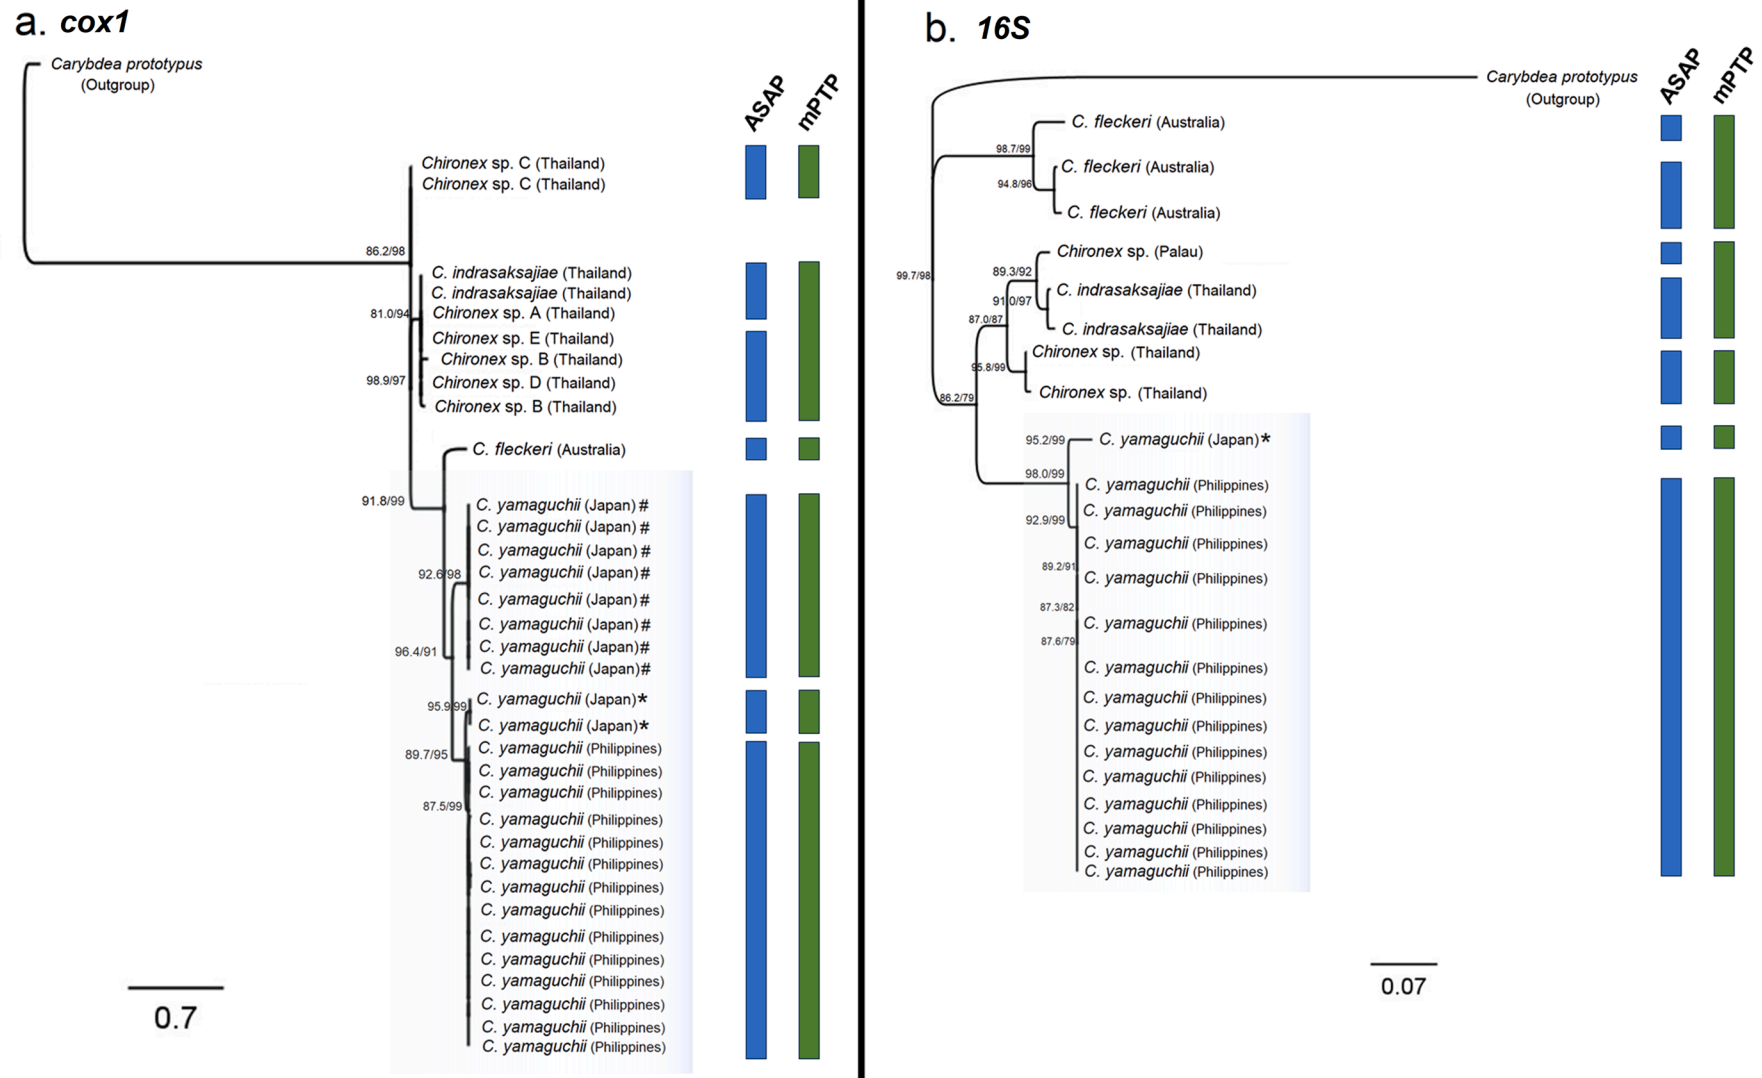 a. cox1
Carybdea prototypus
(Outgroup)
ASAP
mPTP
Chironex sp. C (Thailand)
Chironex sp. C (Thailand)
86.2/98
C. indrasaksajiae (Thailand)
C. indrasaksajiae (Thailand)
81.0/94
Chironex sp. A (Thailand)
Chironex sp. E (Thailand)
Chironex sp. B (Thailand)
98.9/97
Chironex sp. D (Thailand)
Chironex sp. B (Thailand)
C. fleckeri (Australia)
91.8/99
C. yamaguchii (Japan) #
C. yamaguchii (Japan) #
C. yamaguchii (Japan) #
92.6/98
C. yamaguchii (Japan) #
C. yamaguchii (Japan) #
C. yamaguchii (Japan) #
96.4/91
C. yamaguchii (Japan) #
C. yamaguchii (Japan) #
95.9/99
C. yamaguchii (Japan) *
C. yamaguchii (Japan) *
89.7/95
C. yamaguchii (Philippines)
C. yamaguchii (Philippines)
C. yamaguchii (Philippines)
87.5/99
C. yamaguchii (Philippines)
C. yamaguchii (Philippines)
C. yamaguchii (Philippines)
C. yamaguchii (Philippines)
C. yamaguchii (Philippines)
C. yamaguchii (Philippines)
C. yamaguchii (Philippines)
C. yamaguchii (Philippines)
C. yamaguchii (Philippines)
C. yamaguchii (Philippines)
C. yamaguchii (Philippines)
0.7
b. 16S
Carybdea prototypus
(Outgroup)
ASAP
mPTP
C. fleckeri (Australia)
98.7/99
C. fleckeri (Australia)
94.8/96
C. fleckeri (Australia)
Chironex sp. (Palau)
99.7/98
89.3/92
C. indrasaksajiae (Thailand)
91.0/97
87.0/87
C. indrasaksajiae (Thailand)
Chironex sp. (Thailand)
95.8/99
Chironex sp. (Thailand)
86.2/79
95.2/99
C. yamaguchii (Japan) *
98.0/99
C. yamaguchii (Philippines)
C. yamaguchii (Philippines)
92.9/99
C. yamaguchii (Philippines)
89.2/91
C. yamaguchii (Philippines)
87.3/82
C. yamaguchii (Philippines)
87.6/79
C. yamaguchii (Philippines)
C. yamaguchii (Philippines)
C. yamaguchii (Philippines)
C. yamaguchii (Philippines)
C. yamaguchii (Philippines)
C. yamaguchii (Philippines)
C. yamaguchii (Philippines)
C. yamaguchii (Philippines)
C. yamaguchii (Philippines)
0.07